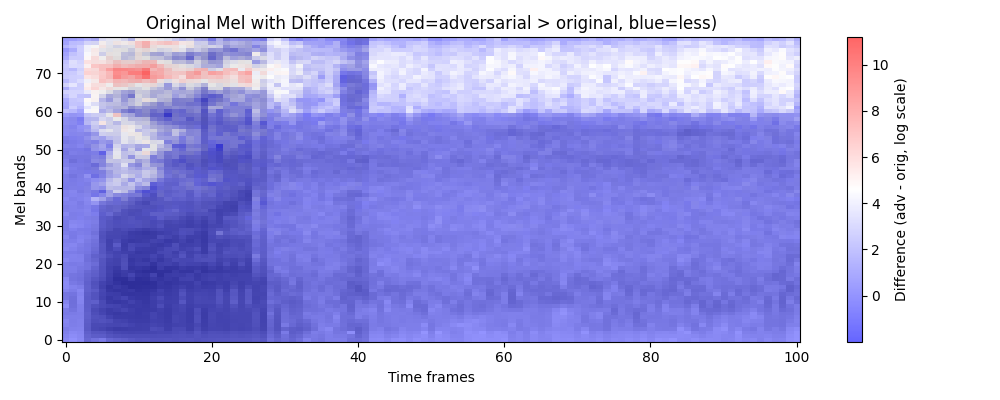 Original Mel with Differences (red=adversarial > original, blue=less)
Mel bands
70
60
50
40
30
20
10
0
0 20 40 60 80 100
Time frames
10
8
6
4
2
0
Difference (adv - orig, log scale)